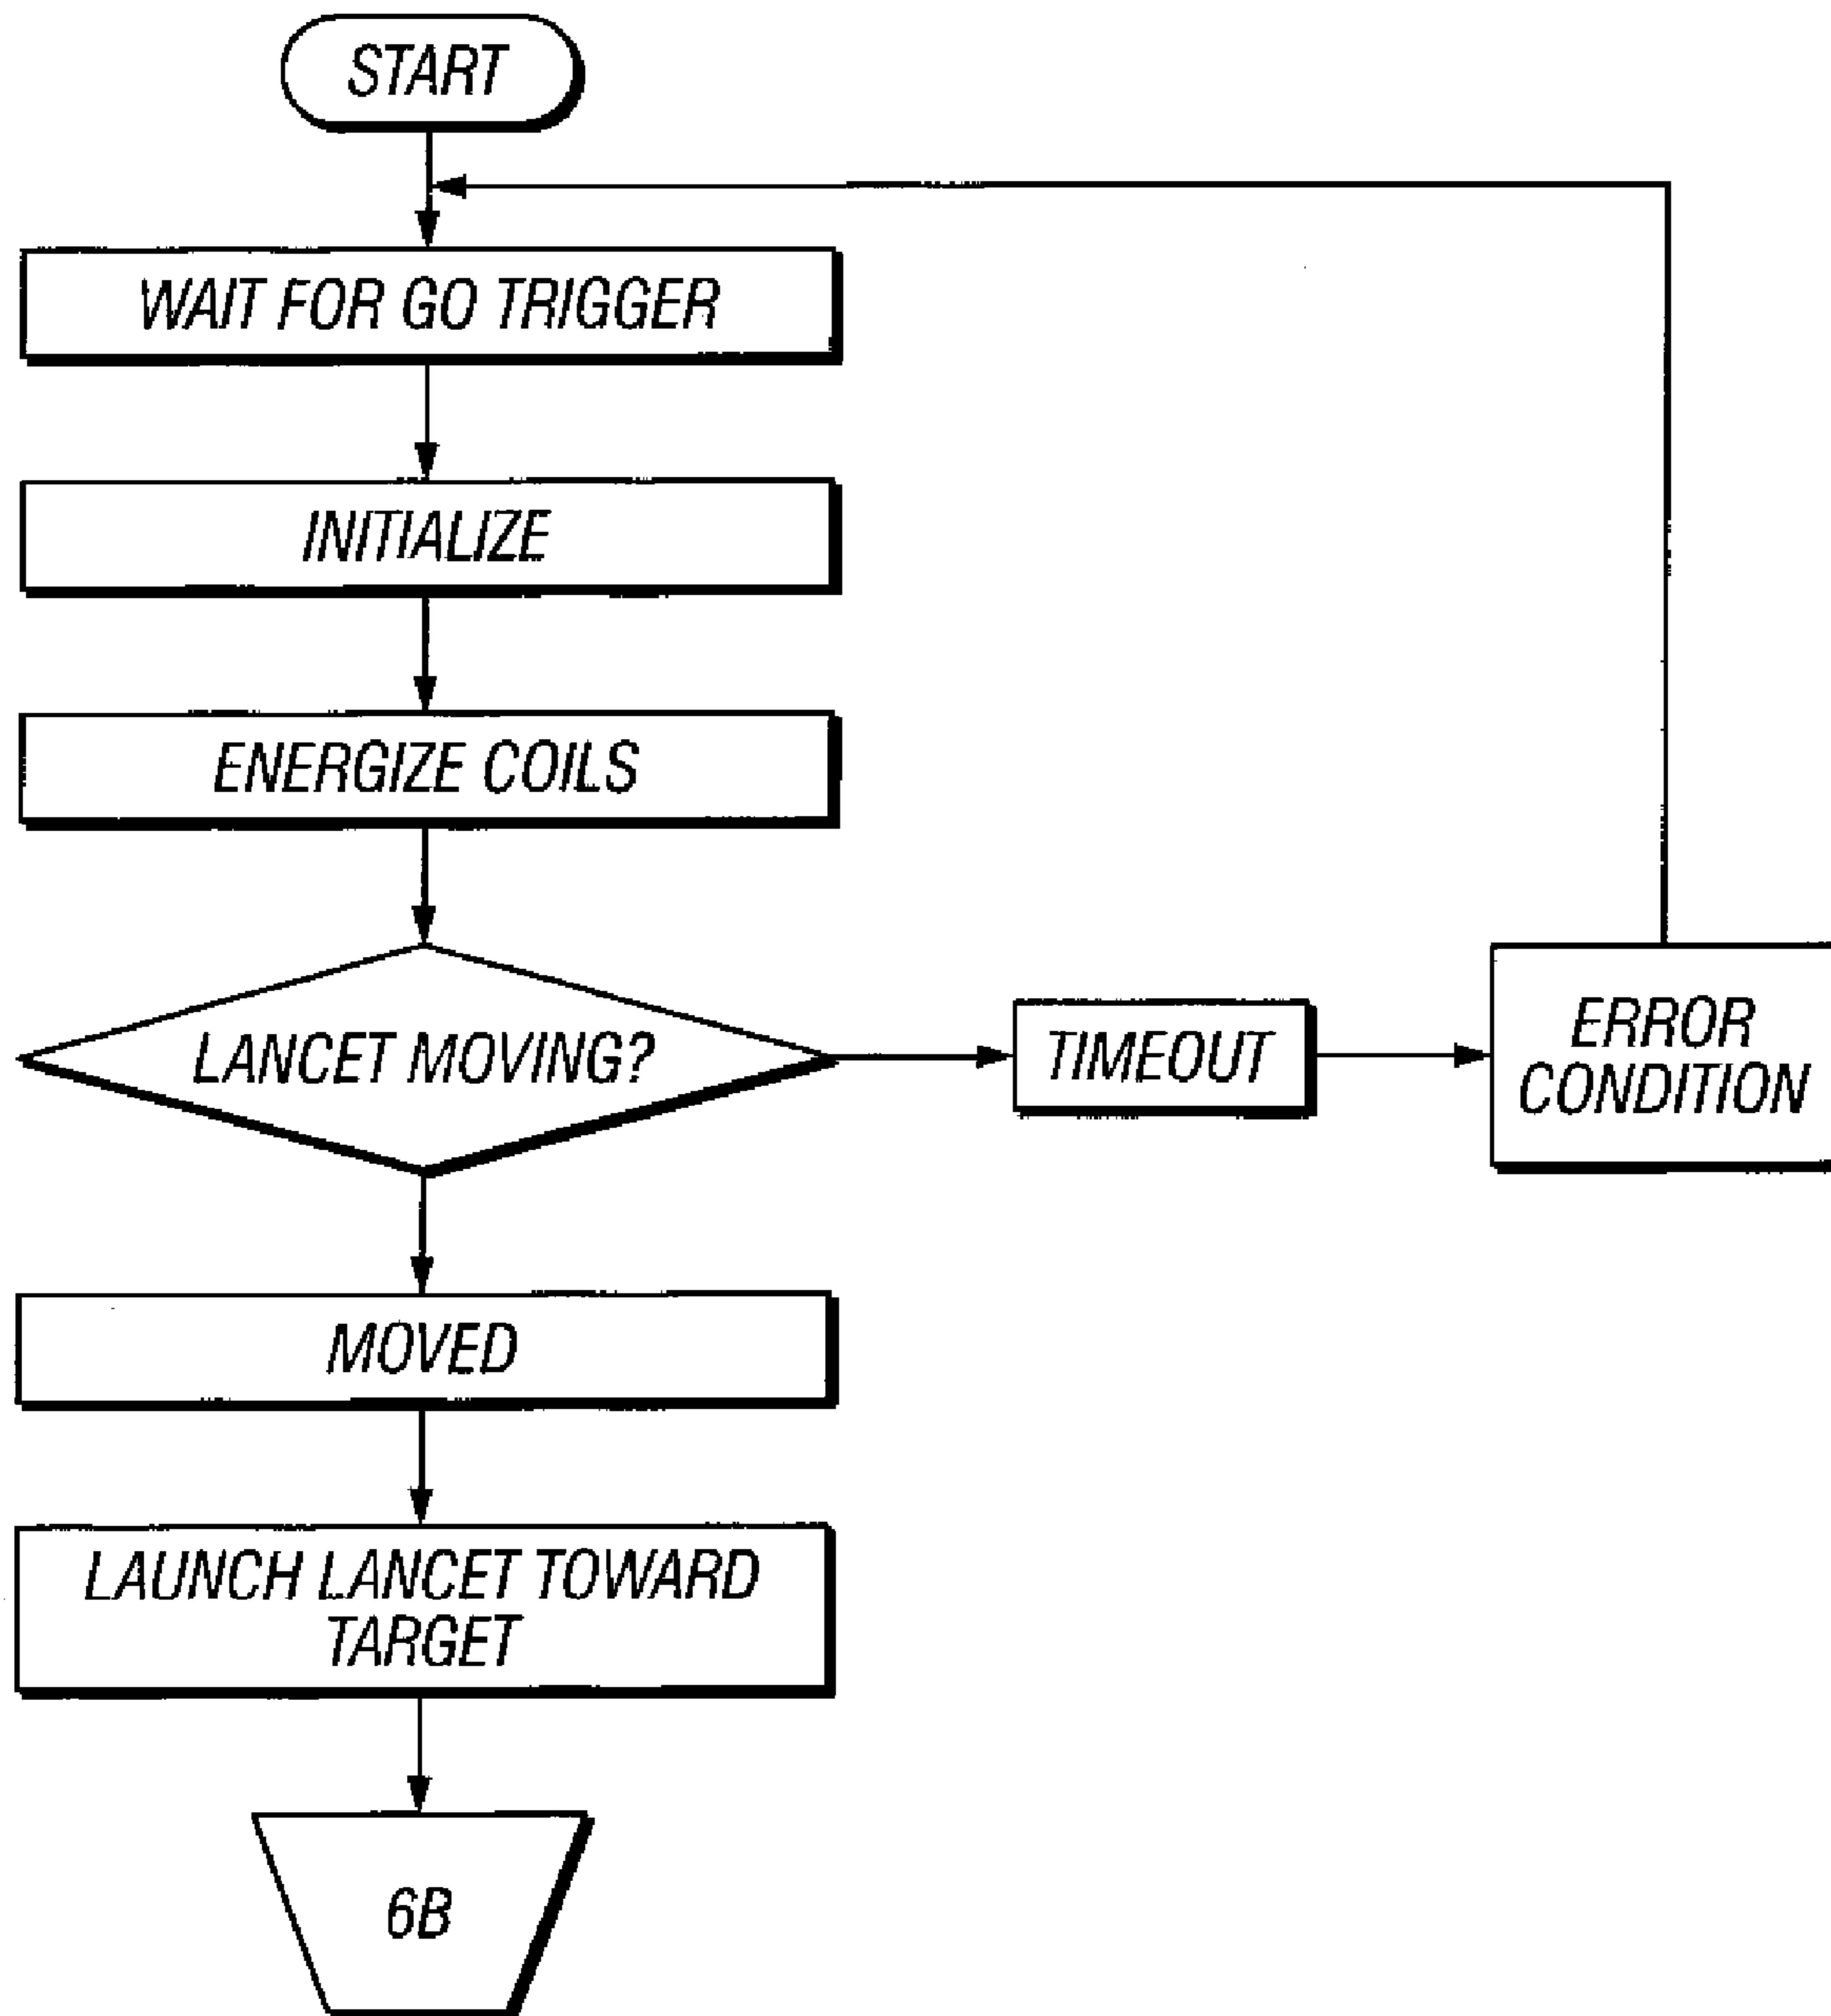 START
WAIT FOR GO TRIGGER
INITIALIZE
ENERGIZE COILS
LANCET MOVING?
TIMEOUT
ERROR
CONDITION
MOVED
LAUNCH LANCET TOWARD
TARGET
6B